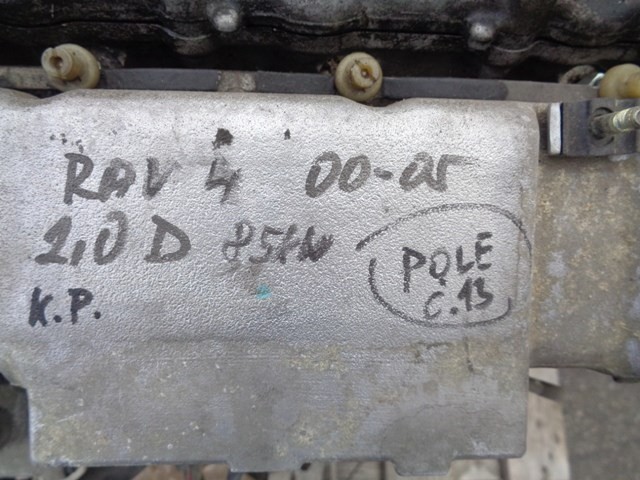 RAV 4 00-05
2,0 D 85kW
K.P.
POLE
C.13